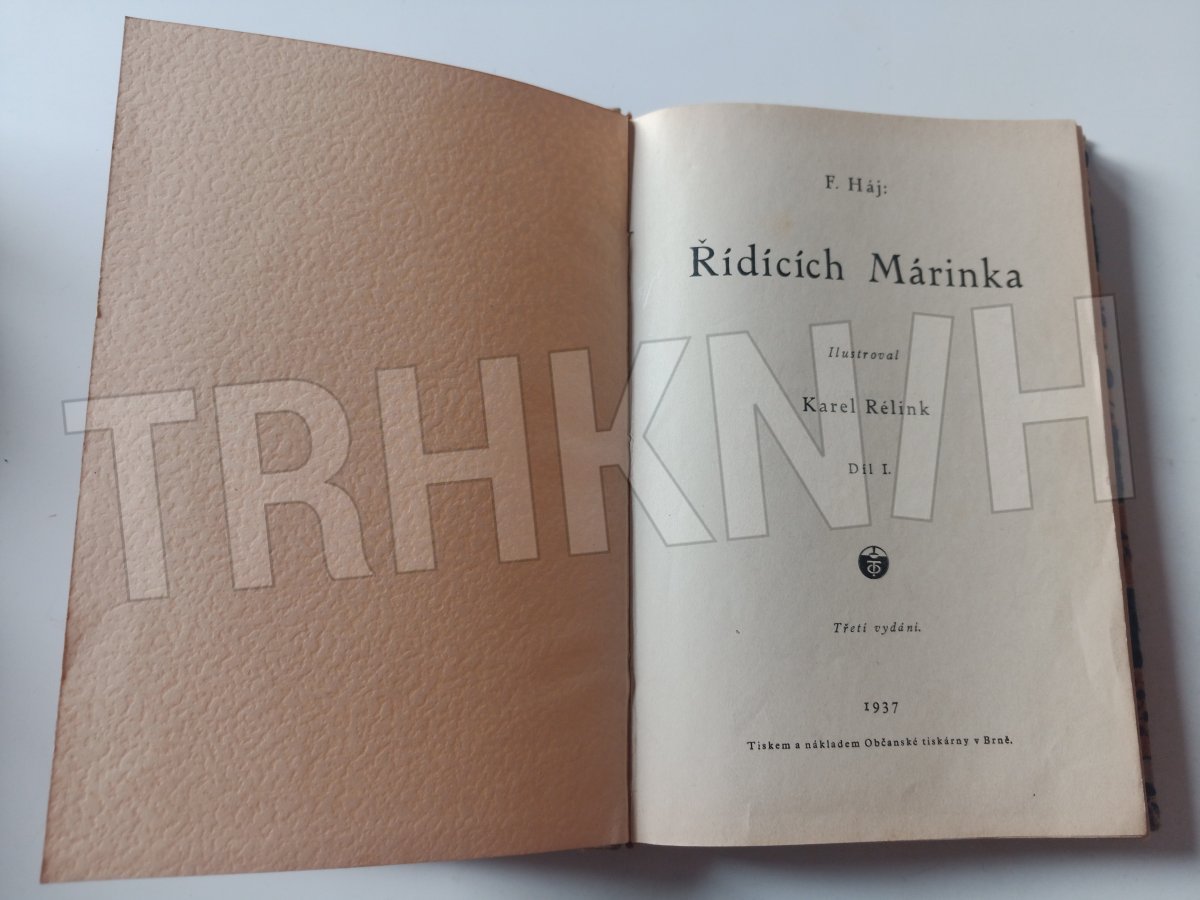 F. Háj:
Řídících Márinka
Ilustroval
Karel Rélink
Díl I.
Třetí vydání.
1937
Tiskem a nákladem Občanské tiskárny v Brně.
TRHKNIH